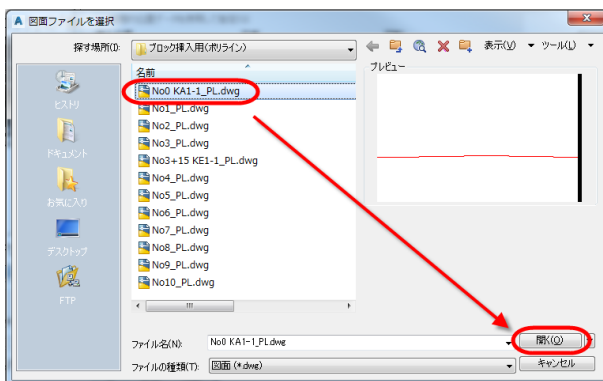 図面ファイルを選択
探す場所(I):
ブロック挿入用(ポリライン)
表示(V)
ツール(L)
名前
プレビュー
No0 KA1-1_PL.dwg
No1_PL.dwg
No2_PL.dwg
No3_PL.dwg
No3+15 KE1-1_PL.dwg
No4_PL.dwg
No5_PL.dwg
No6_PL.dwg
No7_PL.dwg
No8_PL.dwg
No9_PL.dwg
No10_PL.dwg
ヒストリ
ドキュメント
お気に入り
デスクトップ
FTP
ファイル名(N):
No0 KA1-1_PL.dwg
開く(O)
ファイルの種類(T):
図面 (*.dwg)
キャンセル